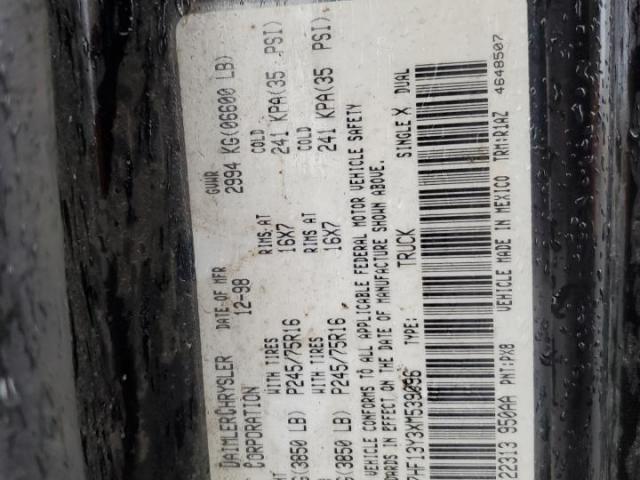 DAIMLERCHRYSLER CORPORATION
DATE OF MFR 12-98
GVWR 2994 KG(06600 LB)
WITH TIRES P245/75R16
RIMS AT 16X7
COLD 241 KPA(35 PSI)
(3850 LB)
WITH TIRES P245/75R16
RIMS AT 16X7
COLD 241 KPA(35 PSI)
(3850 LB)
VEHICLE CONFORMS TO ALL APPLICABLE FEDERAL MOTOR VEHICLE SAFETY
IN EFFECT ON THE DATE OF MANUFACTURE SHOWN ABOVE.
HF13Y3XM539096 TYPE: TRUCK SINGLE X DUAL
22313 950AA PNT:PX8 VEHICLE MADE IN MEXICO TRM:R1AZ 4648507